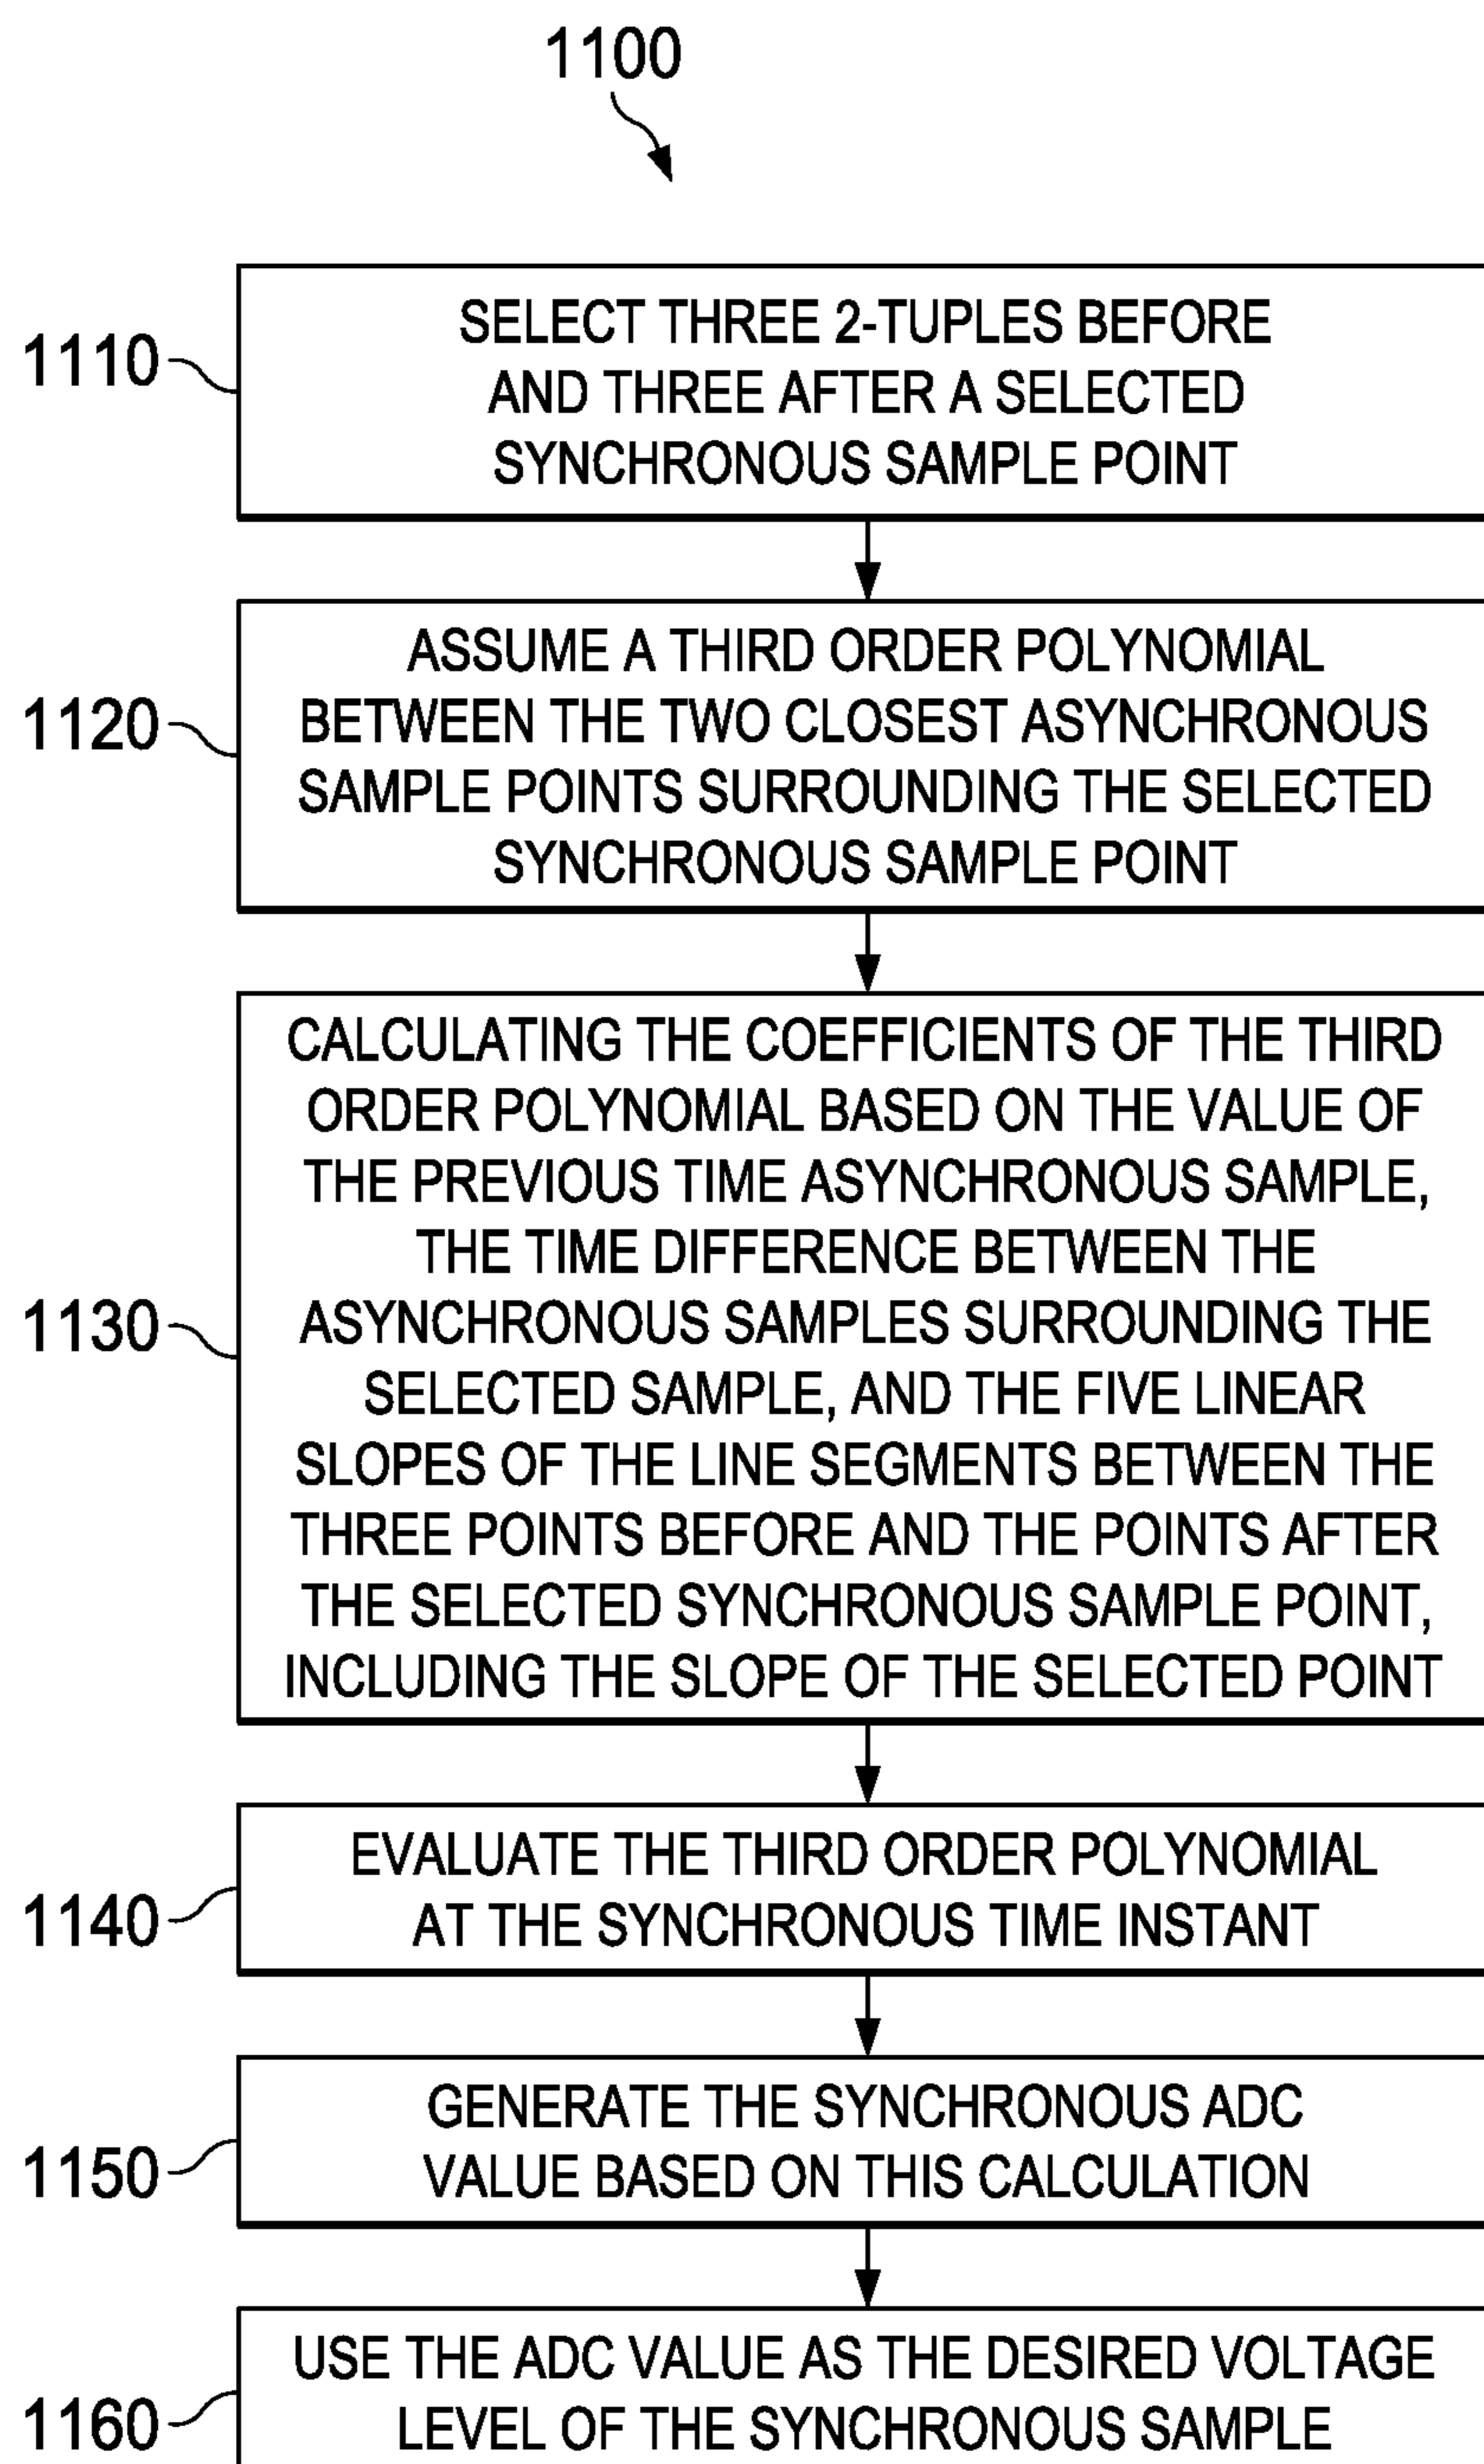 1100
1110
SELECT THREE 2-TUPLES BEFORE
AND THREE AFTER A SELECTED
SYNCHRONOUS SAMPLE POINT
1120
ASSUME A THIRD ORDER POLYNOMIAL
BETWEEN THE TWO CLOSEST ASYNCHRONOUS
SAMPLE POINTS SURROUNDING THE SELECTED
SYNCHRONOUS SAMPLE POINT
1130
CALCULATING THE COEFFICIENTS OF THE THIRD
ORDER POLYNOMIAL BASED ON THE VALUE OF
THE PREVIOUS TIME ASYNCHRONOUS SAMPLE,
THE TIME DIFFERENCE BETWEEN THE
ASYNCHRONOUS SAMPLES SURROUNDING THE
SELECTED SAMPLE, AND THE FIVE LINEAR
SLOPES OF THE LINE SEGMENTS BETWEEN THE
THREE POINTS BEFORE AND THE POINTS AFTER
THE SELECTED SYNCHRONOUS SAMPLE POINT,
INCLUDING THE SLOPE OF THE SELECTED POINT
1140
EVALUATE THE THIRD ORDER POLYNOMIAL
AT THE SYNCHRONOUS TIME INSTANT
1150
GENERATE THE SYNCHRONOUS ADC
VALUE BASED ON THIS CALCULATION
1160
USE THE ADC VALUE AS THE DESIRED VOLTAGE
LEVEL OF THE SYNCHRONOUS SAMPLE